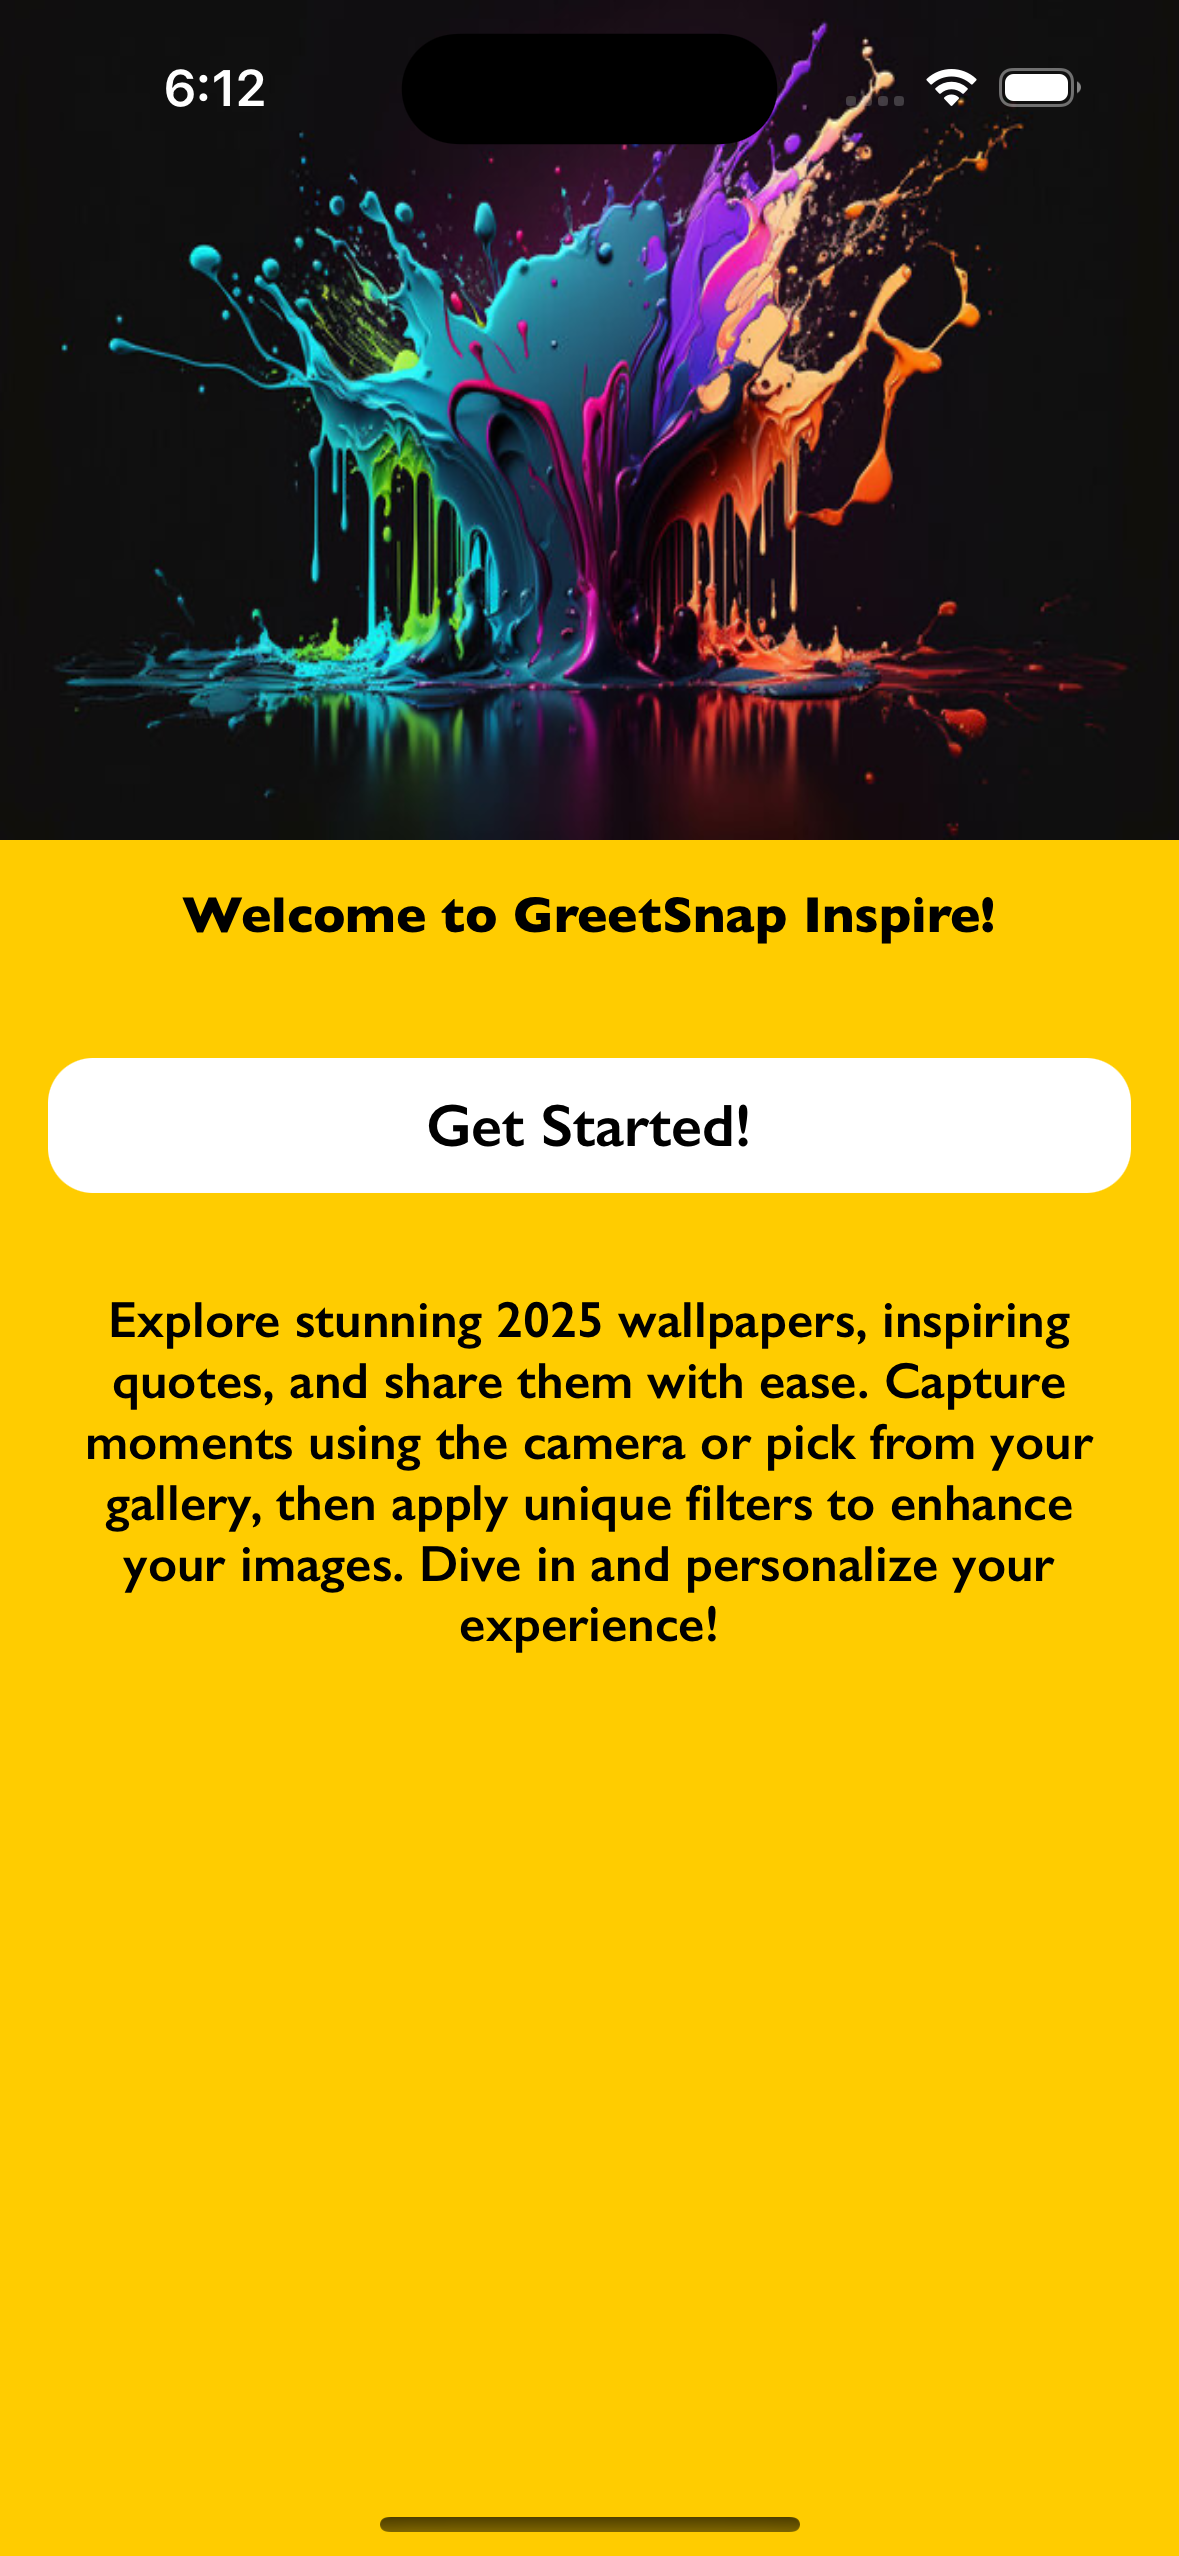 6:12
Welcome to GreetSnap Inspire!
Get Started!
Explore stunning 2025 wallpapers, inspiring
quotes, and share them with ease. Capture
moments using the camera or pick from your
gallery, then apply unique filters to enhance
your images. Dive in and personalize your
experience!